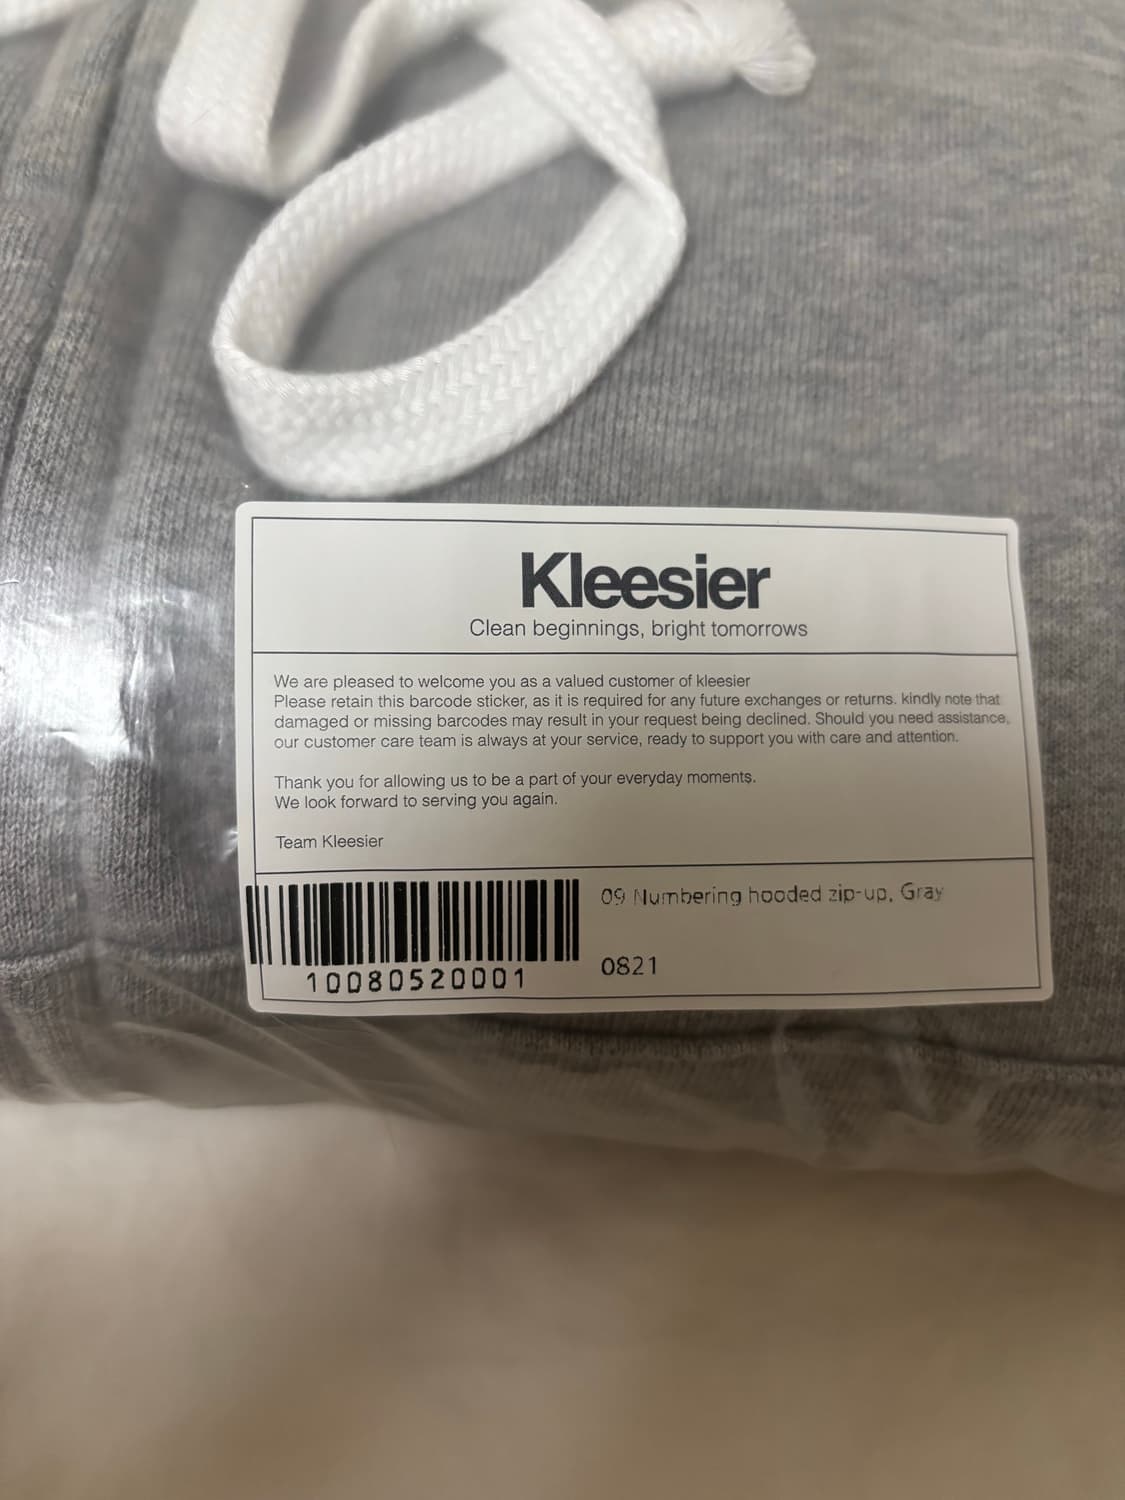 Kleesier
Clean beginnings, bright tomorrows
We are pleased to welcome you as a valued customer of kleesier
Please retain this barcode sticker, as it is required for any future exchanges or returns. kindly note that
damaged or missing barcodes may result in your request being declined. Should you need assistance,
our customer care team is always at your service, ready to support you with care and attention.
Thank you for allowing us to be a part of your everyday moments.
We look forward to serving you again.
Team Kleesier
09 Numbering hooded zip-up, Gray
10080520001
0821